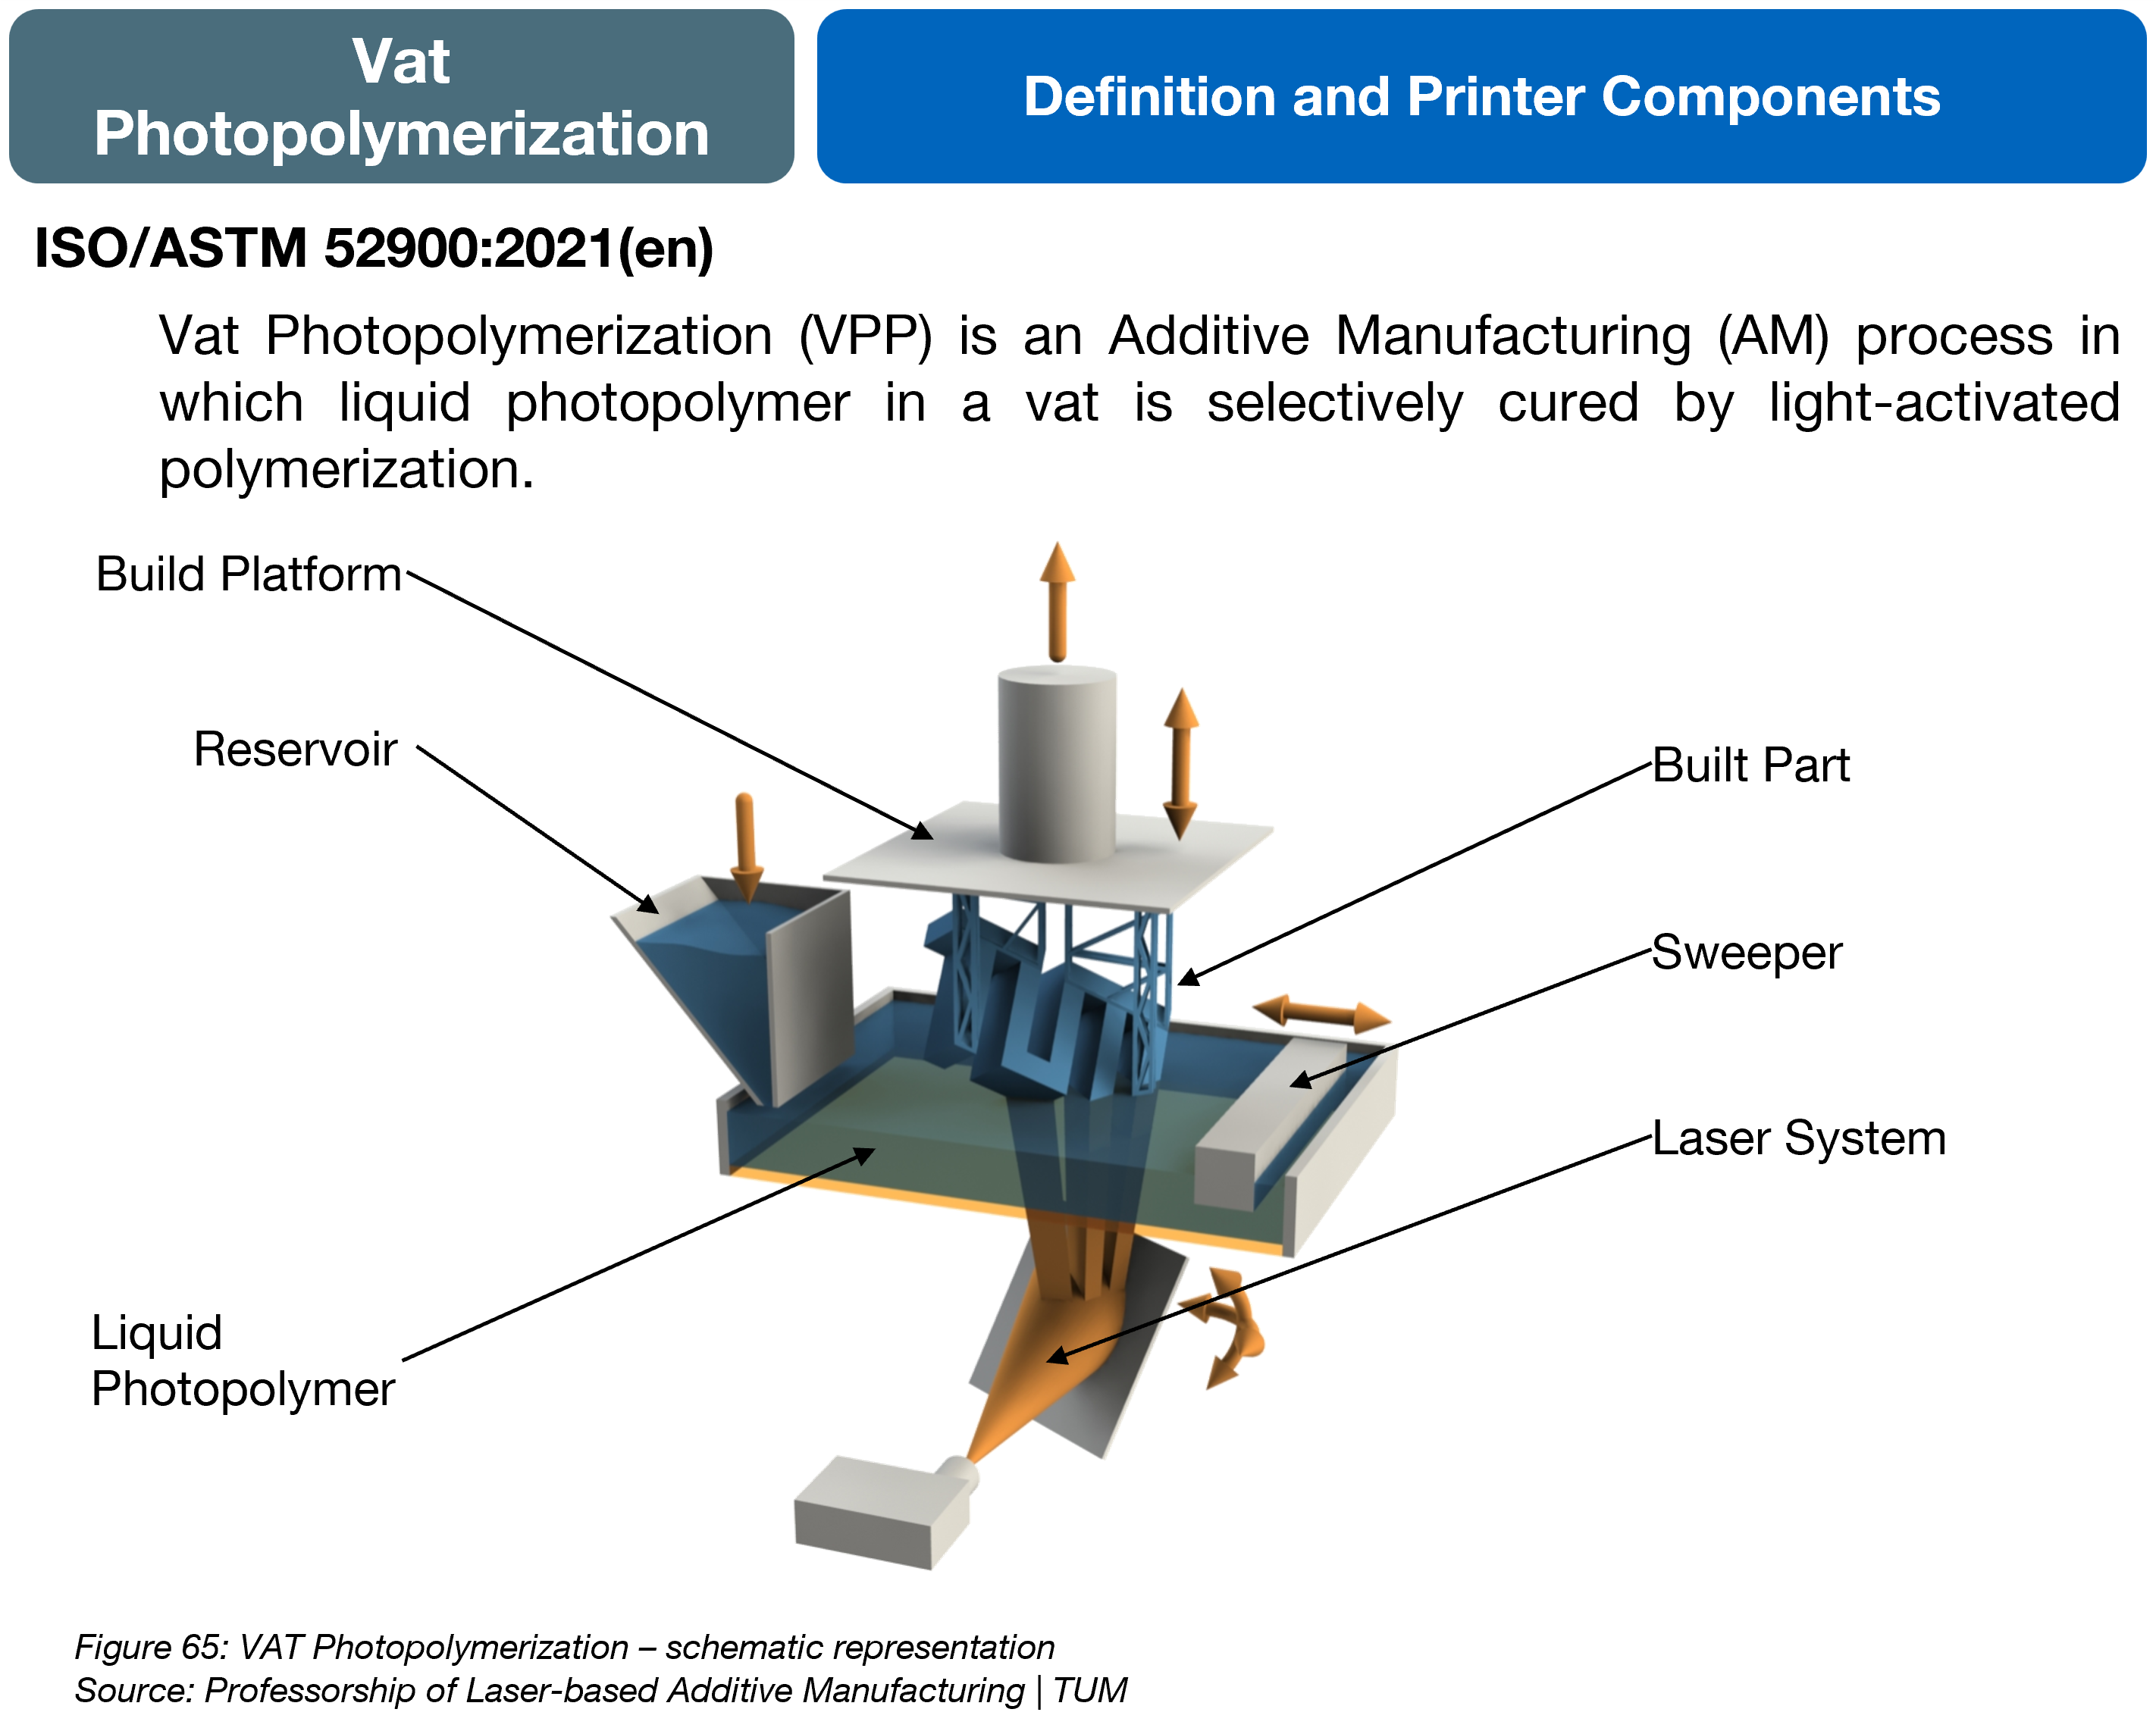 Vat
Photopolymerization
Definition and Printer Components
ISO/ASTM 52900:2021(en)
Vat Photopolymerization (VPP) is an Additive Manufacturing (AM) process in
which liquid photopolymer in a vat is selectively cured by light-activated
polymerization.
Build Platform
Reservoir
Built Part
Sweeper
Laser System
Liquid
Photopolymer
Figure 65: VAT Photopolymerization – schematic representation
Source: Professorship of Laser-based Additive Manufacturing | TUM